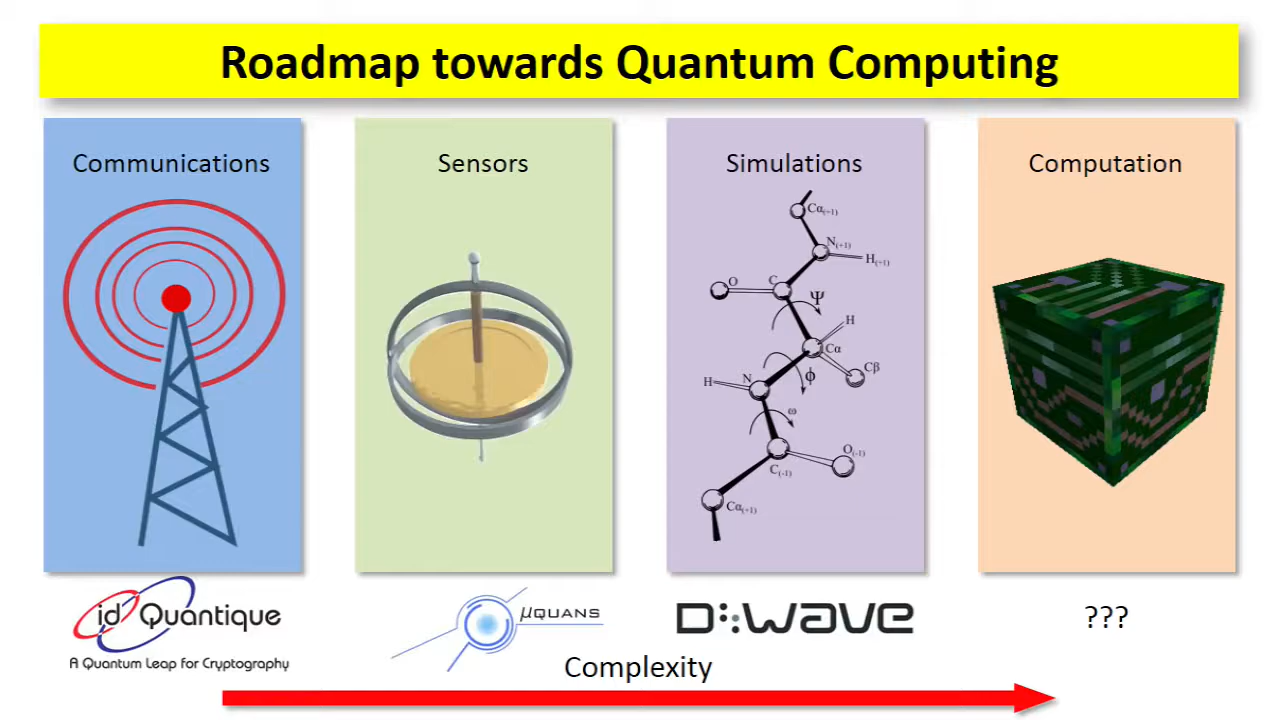 Roadmap towards Quantum Computing
Communications
Sensors
Simulations
Computation
Cα(+1)
N(+1)
H(+1)
O
C
Ψ
H
Cα
Cβ
ϕ
H
N
ω
O(-1)
C(-1)
Cα(+1)
id Quantique
A Quantum Leap for Cryptography
μQUANS
D:wave
???
Complexity